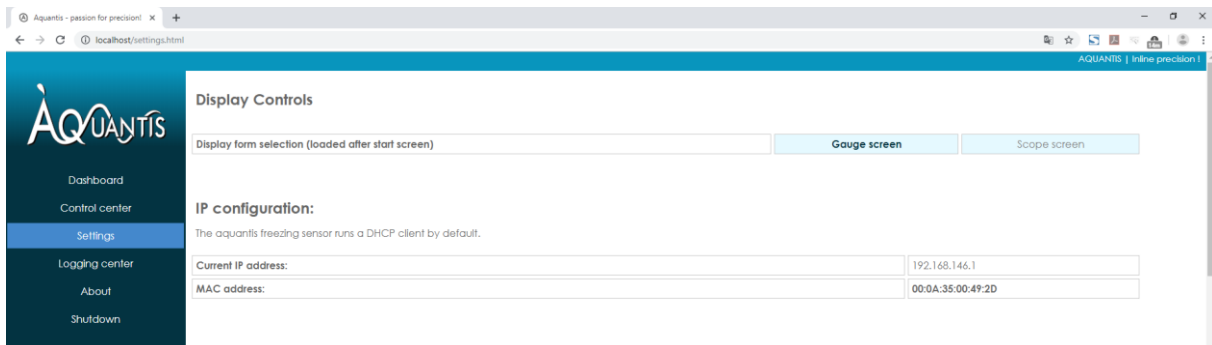 Aquantis - passion for precision!
localhost/settings.html
AQUANTIS | Inline precision !
AQUANTIS
Dashboard
Control center
Settings
Logging center
About
Shutdown
Display Controls
Display form selection (loaded after start screen) Gauge screen Scope screen
IP configuration:
The aquantis freezing sensor runs a DHCP client by default.
Current IP address: 192.168.146.1
MAC address: 00:0A:35:00:49:2D